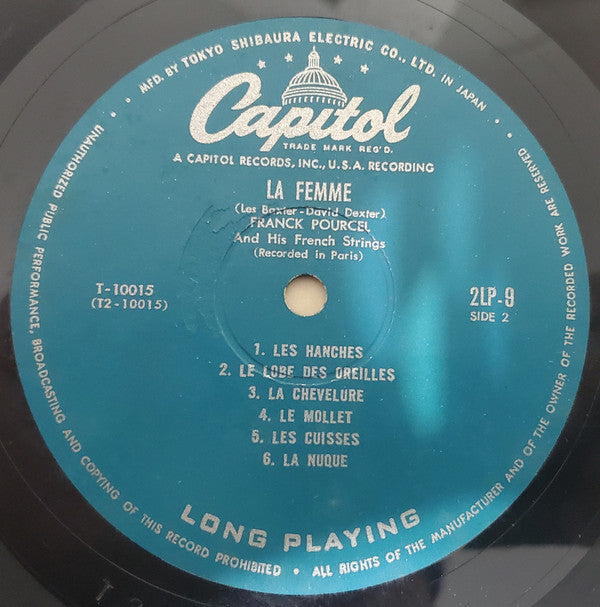 MFD. BY TOKYO SHIBAURA ELECTRIC CO., LTD. IN JAPAN
Capitol
TRADE MARK REG'D.
A CAPITOL RECORDS, INC., U.S.A. RECORDING
LA FEMME
(Les Baxter-David Dexter)
FRANCK POURCEL
And His French Strings
(Recorded in Paris)
T-10015
(T2-10015)
2LP-9
SIDE 2
1. LES HANCHES
2. LE LOBE DES OREILLES
3. LA CHEVELURE
4. LE MOLLET
5. LES CUISSES
6. LA NUQUE
LONG PLAYING
UNAUTHORIZED PUBLIC PERFORMANCE, BROADCASTING AND COPYING OF THIS RECORD PROHIBITED • ALL RIGHTS OF THE MANUFACTURER AND OF THE OWNER OF THE RECORDED WORK ARE RESERVED